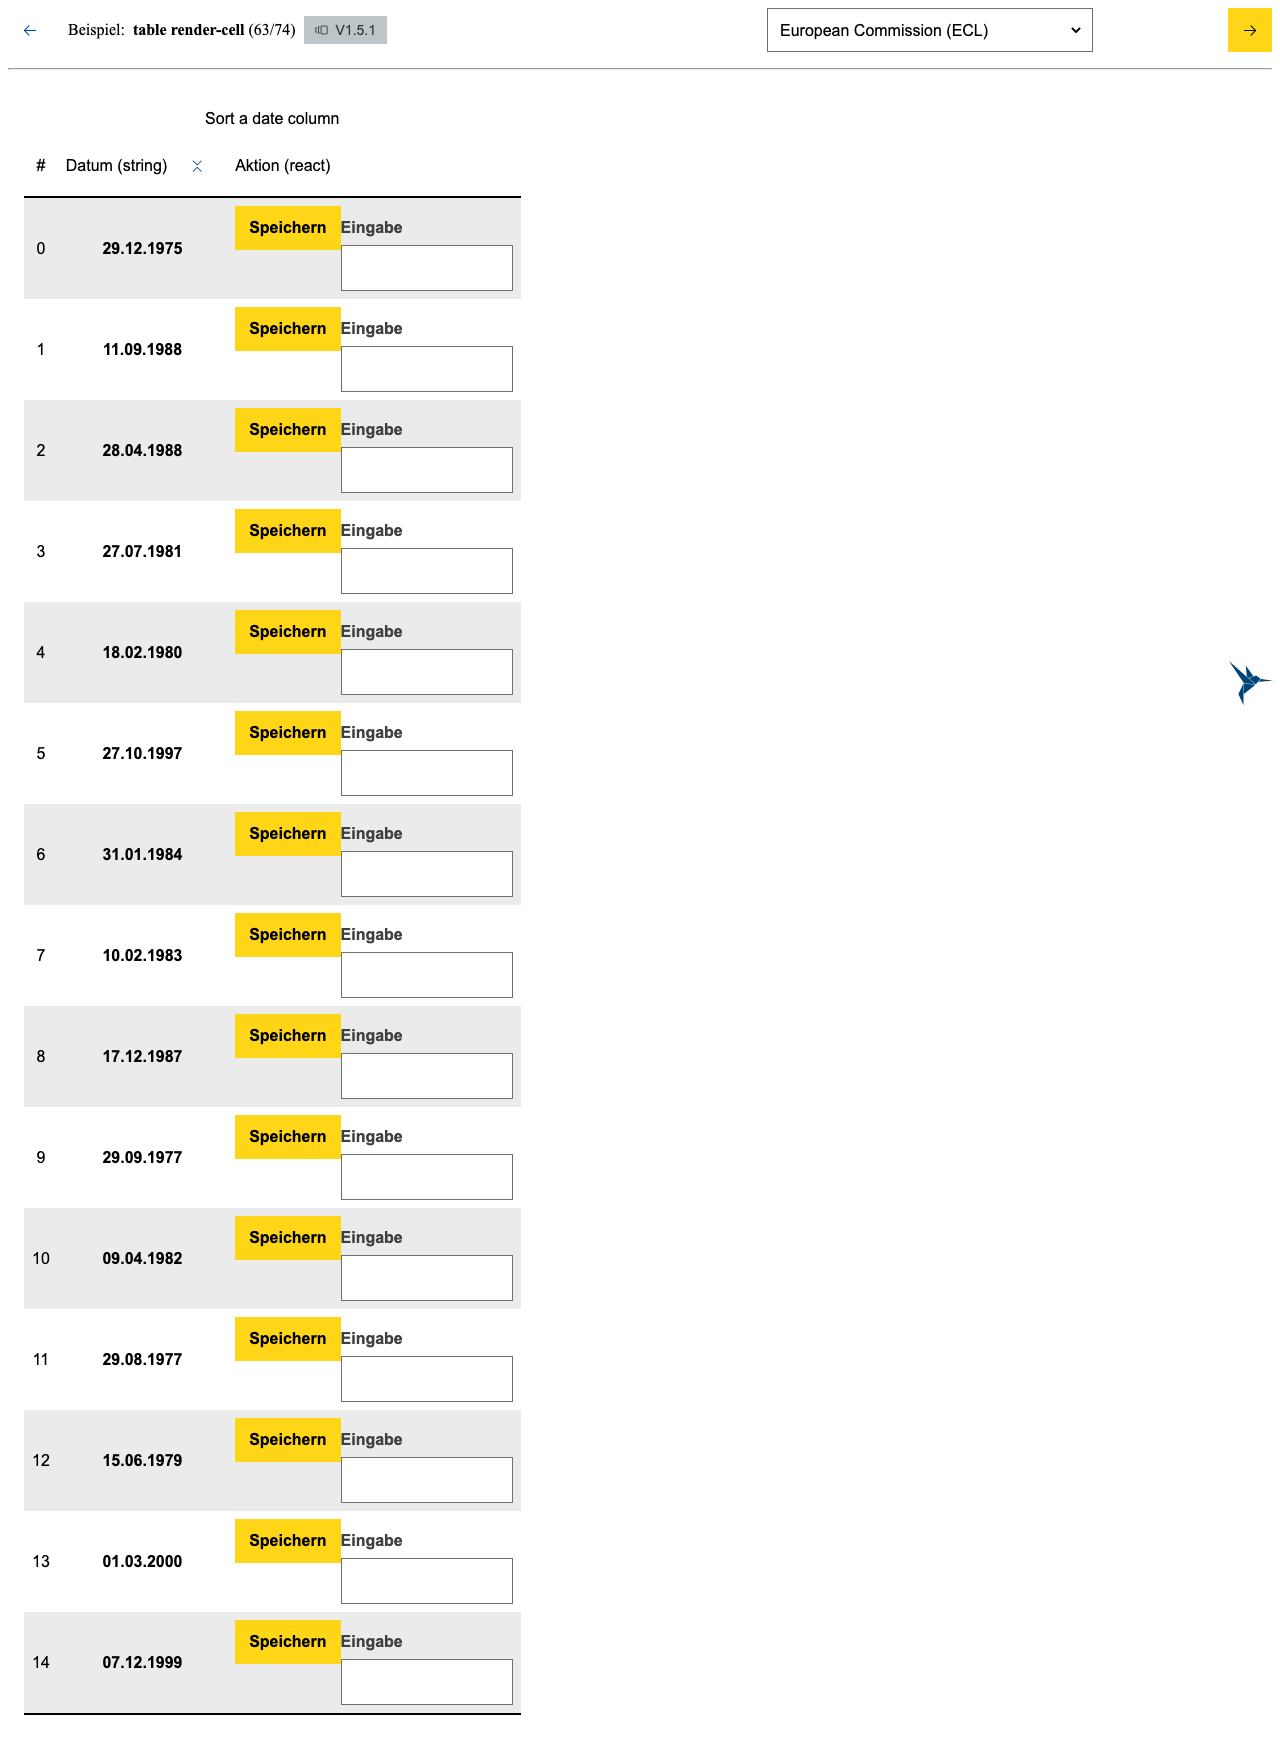 Beispiel: table render-cell (63/74) V1.5.1 European Commission (ECL)
Sort a date column
# Datum (string) Aktion (react)
0 29.12.1975 Speichern Eingabe
1 11.09.1988 Speichern Eingabe
2 28.04.1988 Speichern Eingabe
3 27.07.1981 Speichern Eingabe
4 18.02.1980 Speichern Eingabe
5 27.10.1997 Speichern Eingabe
6 31.01.1984 Speichern Eingabe
7 10.02.1983 Speichern Eingabe
8 17.12.1987 Speichern Eingabe
9 29.09.1977 Speichern Eingabe
10 09.04.1982 Speichern Eingabe
11 29.08.1977 Speichern Eingabe
12 15.06.1979 Speichern Eingabe
13 01.03.2000 Speichern Eingabe
14 07.12.1999 Speichern Eingabe